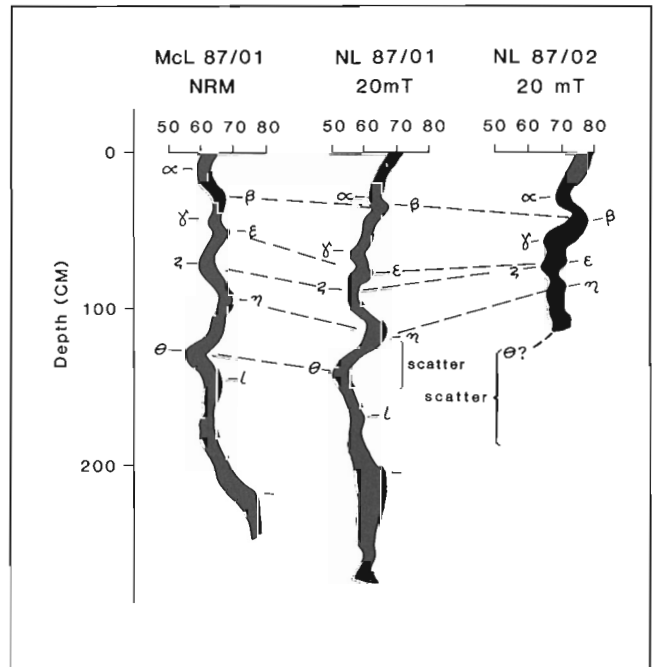 McL 87/01 NL 87/01 NL 87/02
NRM 20mT 20 mT
50 60 70 80 50 60 70 80 50 60 70 80
0
α α α
β β β
γ ε γ γ ε
ζ ζ ε ζ
η η
100
η
θ θ scatter θ?
ι scatter
ι
200
Depth (CM)